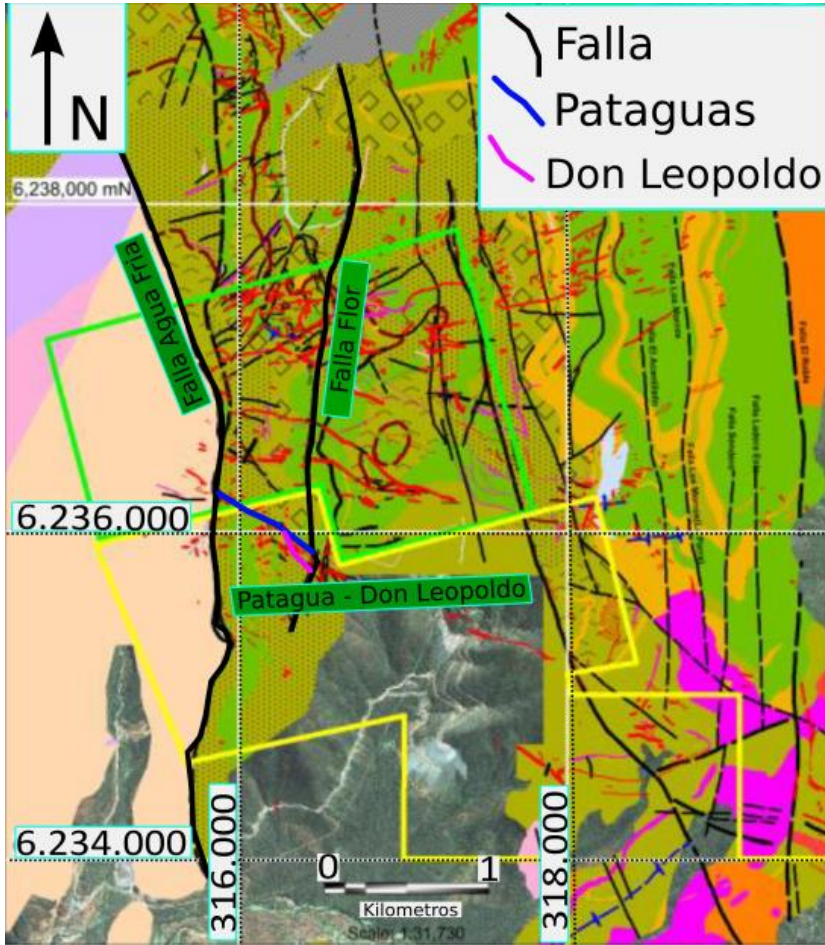 N
Falla
Pataguas
Don Leopoldo
6,238,000 mN
Falla Agua Fria
Falla Flor
6.236.000
Patagua - Don Leopoldo
6.234.000
316.000
318.000
0 1
Kilometros
Scale: 1:31,730